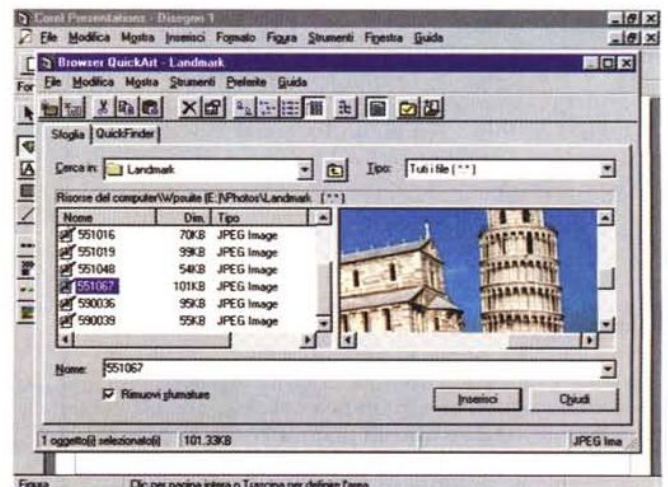 Corel Presentations - Disegni 1
File Modifica Mostra Inserisci Formato Figura Strumenti Finestra Guida
Browser QuickArt - Landmark
For
File Modifica Mostra Strumenti Preferite Guida
Sfoglia QuickFinder
Cerca in: Landmark Tipo: Tutti i file (*.*)
Risorse del computer\Wpsuite (E:)\Photos\Landmark (*.*)
Nome Dim. Tipo
551016 70KB JPEG Image
551019 99KB JPEG Image
551048 54KB JPEG Image
551067 101KB JPEG Image
590036 95KB JPEG Image
590039 55KB JPEG Image
Nome: 551067
Rimuovi sfumature Inserisci Chiudi
1 oggetto(i) selezionato(i) 101.33KB JPEG Ima
Figura Clic per pagina intera o Trascina per definire l'area